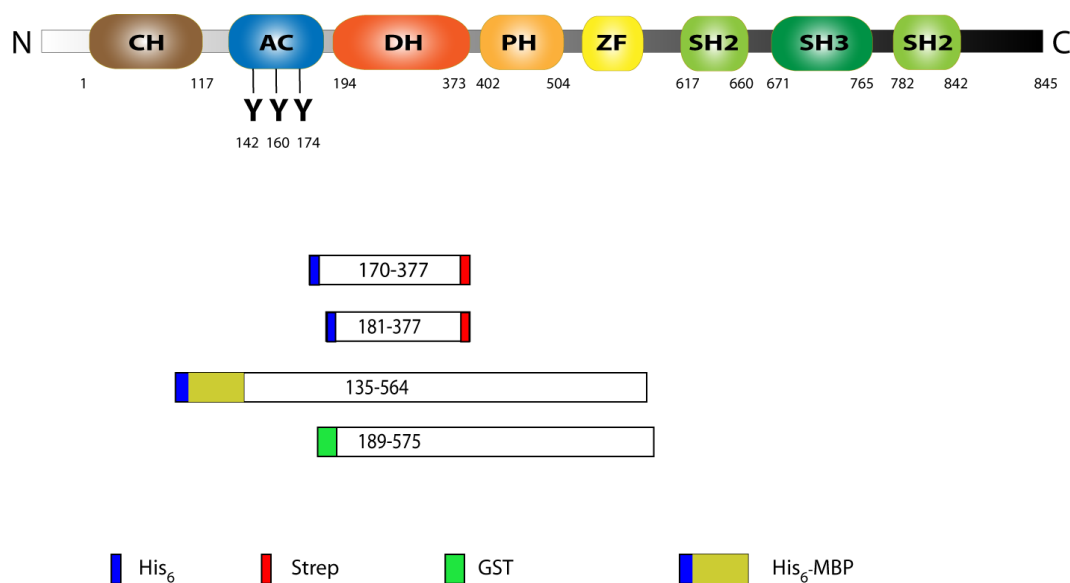 N CH AC DH PH ZF SH2 SH3 SH2 C
1 117 194 373 402 504 617 660 671 765 782 842 845
Y Y Y
142 160 174
170-377
181-377
135-564
189-575
His6 Strep GST His6-MBP